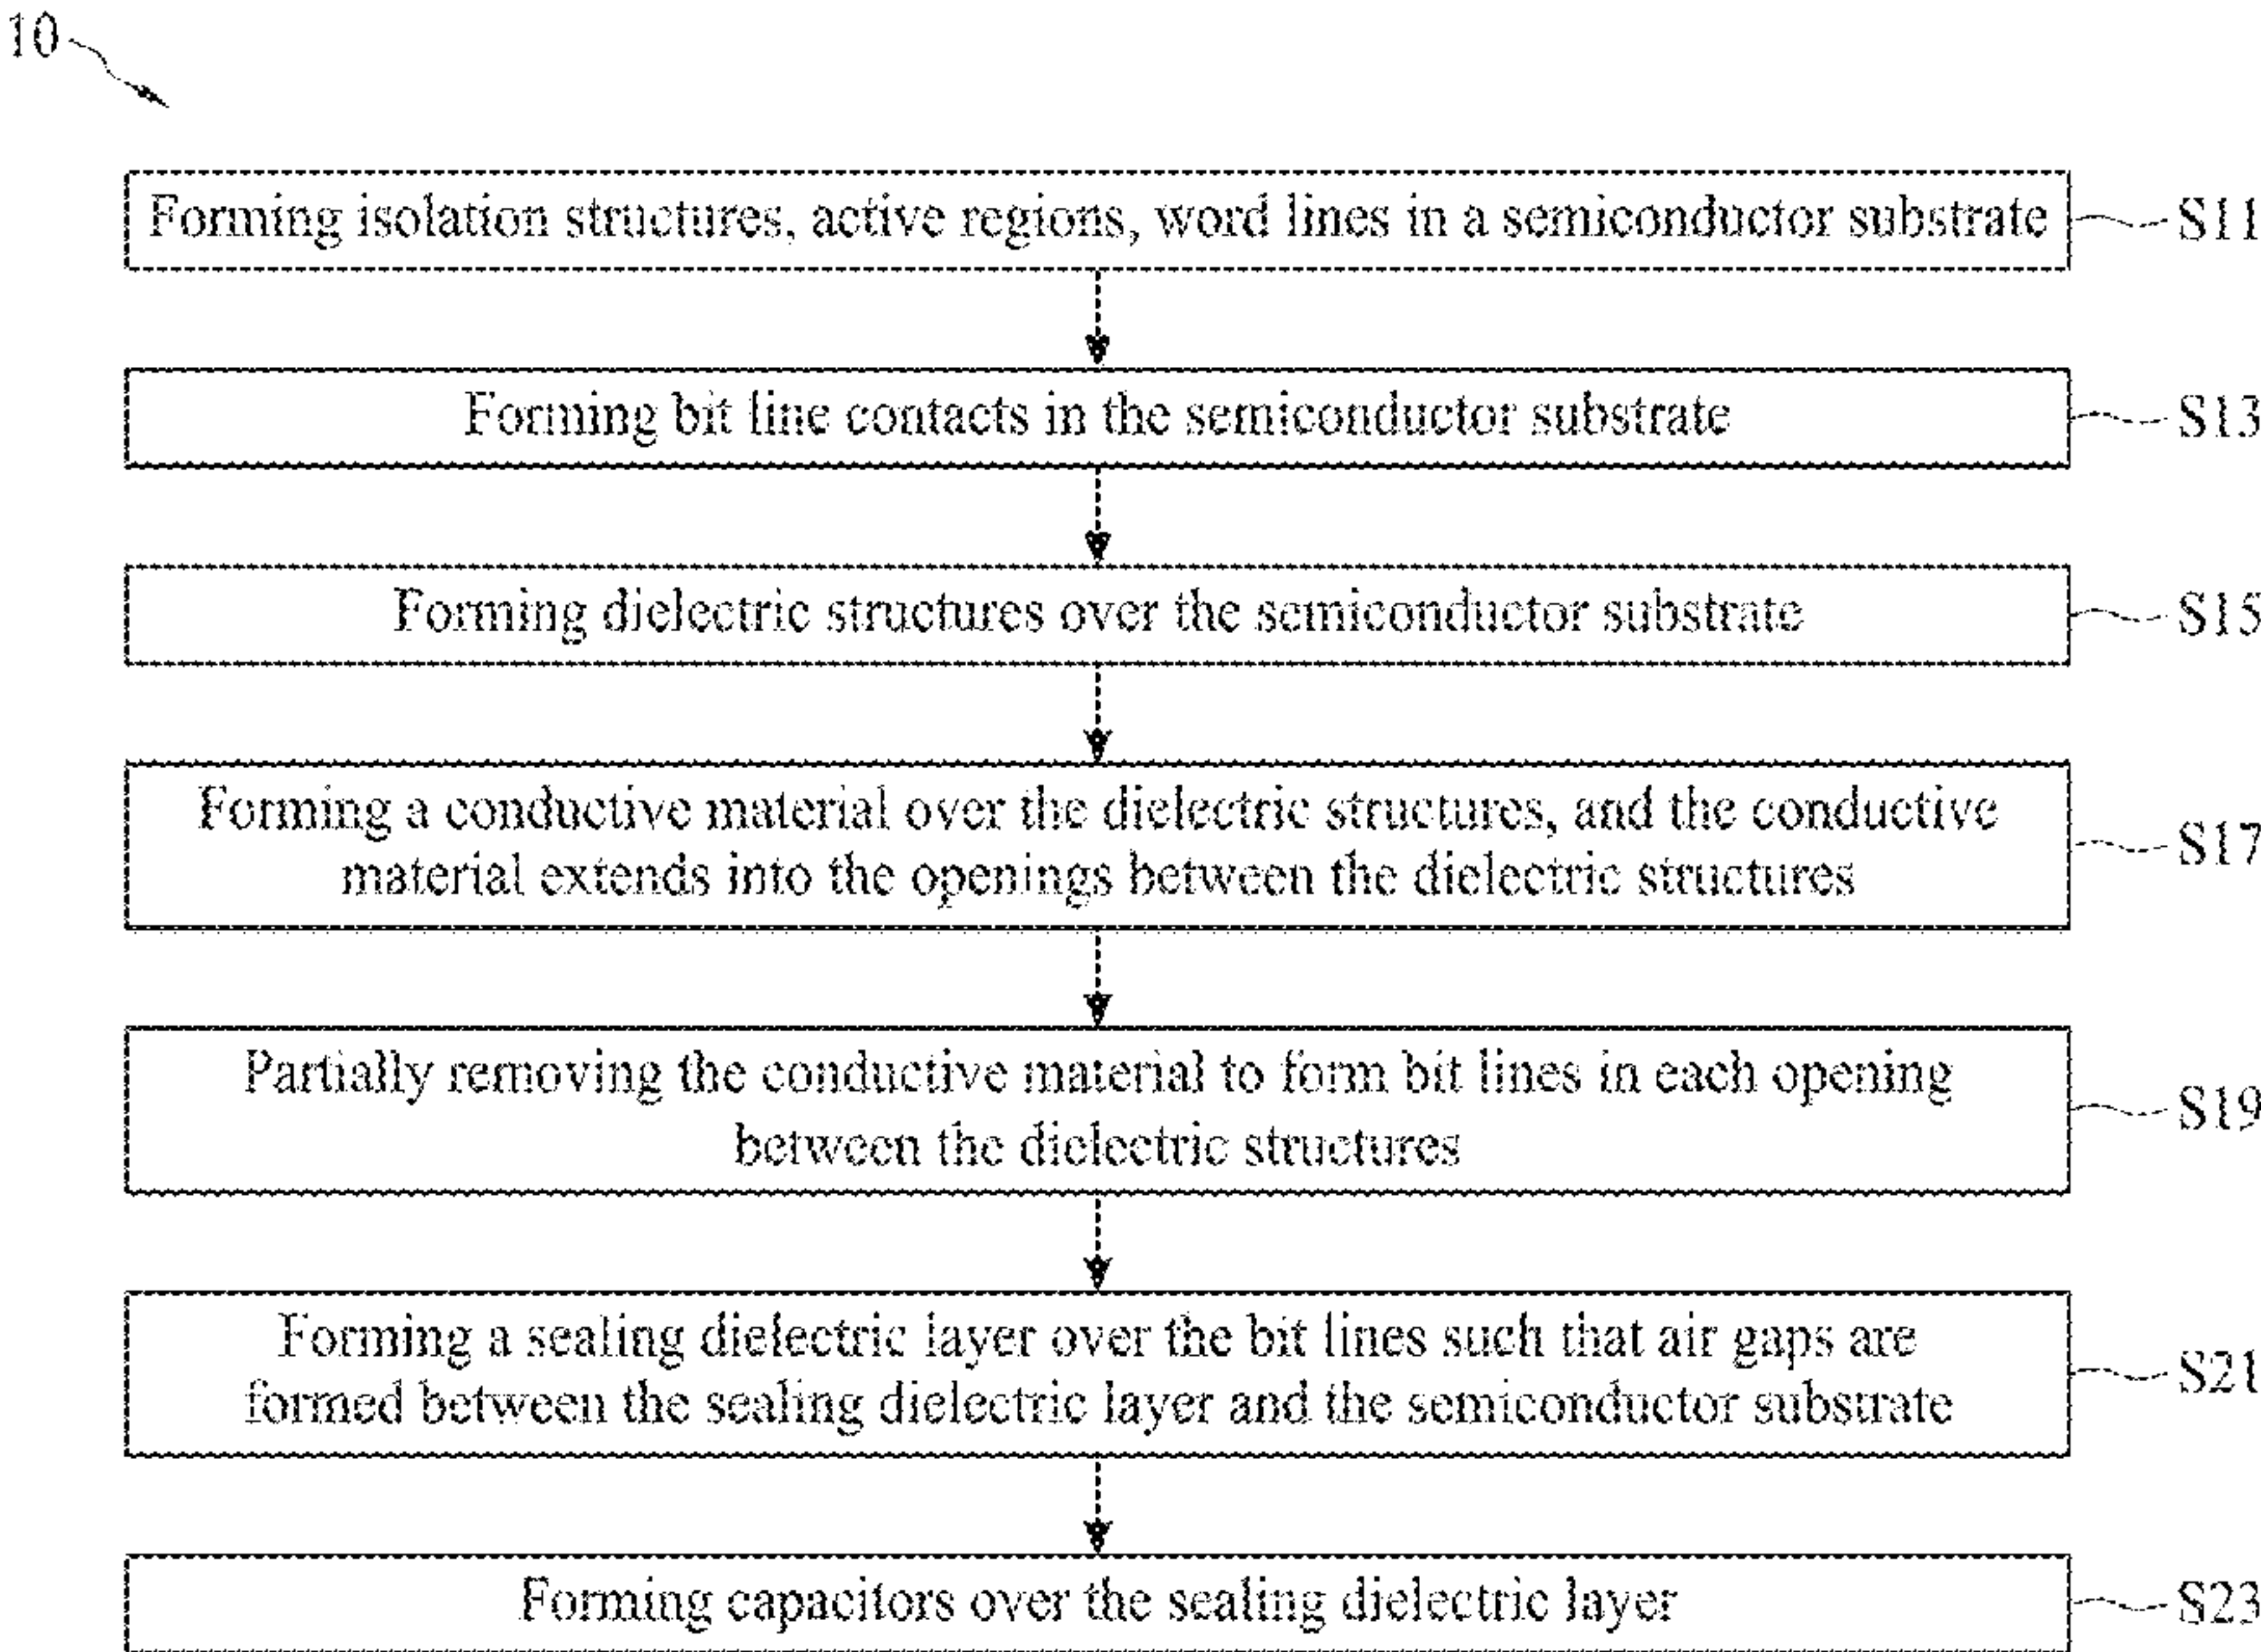 10
Forming isolation structures, active regions, word lines in a semiconductor substrate
S11
Forming bit line contacts in the semiconductor substrate
S13
Forming dielectric structures over the semiconductor substrate
S15
Forming a conductive material over the dielectric structures, and the conductive
material extends into the openings between the dielectric structures
S17
Partially removing the conductive material to form bit lines in each opening
between the dielectric structures
S19
Forming a sealing dielectric layer over the bit lines such that air gaps are
formed between the sealing dielectric layer and the semiconductor substrate
S21
Forming capacitors over the sealing dielectric layer
S23